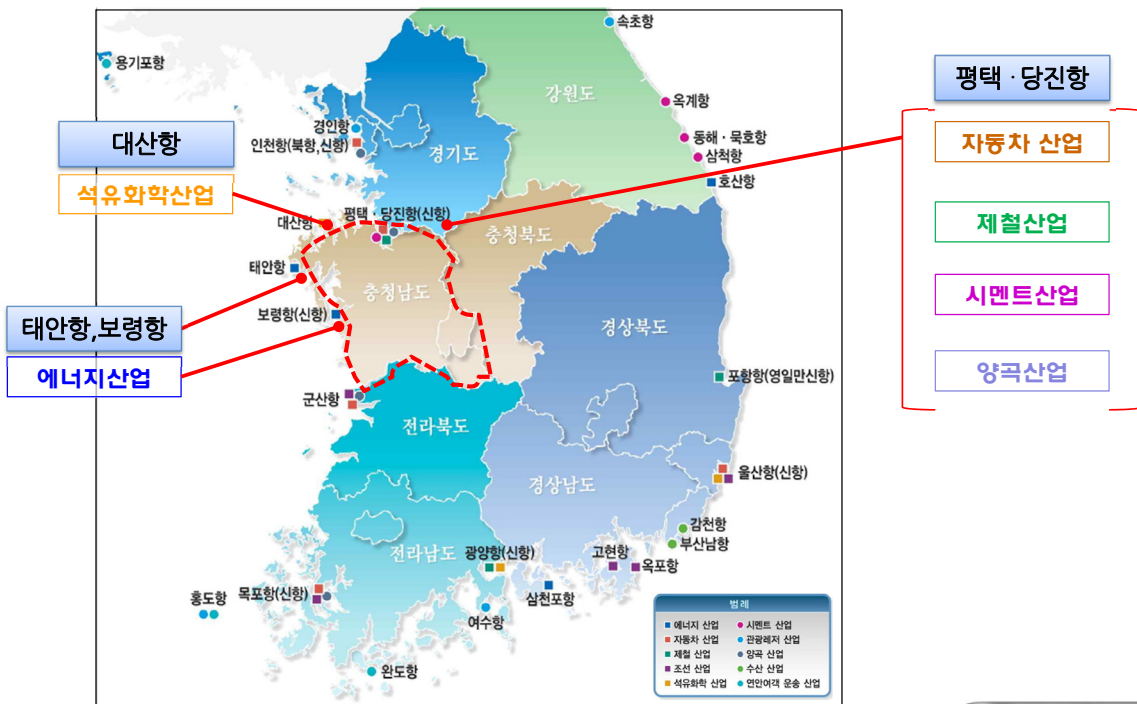 속초항
용기포항
강원도
평택·당진항
옥계항
경인항
동해·묵호항
자동차 산업
대산항
인천항(북항,신항)
경기도
삼척항
호산항
석유화학산업
대산항
평택·당진항(신항)
제철산업
충청북도
태안항
충청남도
시멘트산업
보령항(신항)
경상북도
태안항,보령항
에너지산업
양곡산업
포항항(영일만신항)
군산항
전라북도
울산항(신항)
경상남도
감천항
부산남항
전라남도
광양항(신항)
고현항
옥포항
목포항(신항)
삼천포항
홍도항
여수항
완도항
범례
에너지 산업
시멘트 산업
자동차 산업
관광레저 산업
제철 산업
양곡 산업
조선 산업
수산 산업
석유화학 산업
연안여객 운송 산업